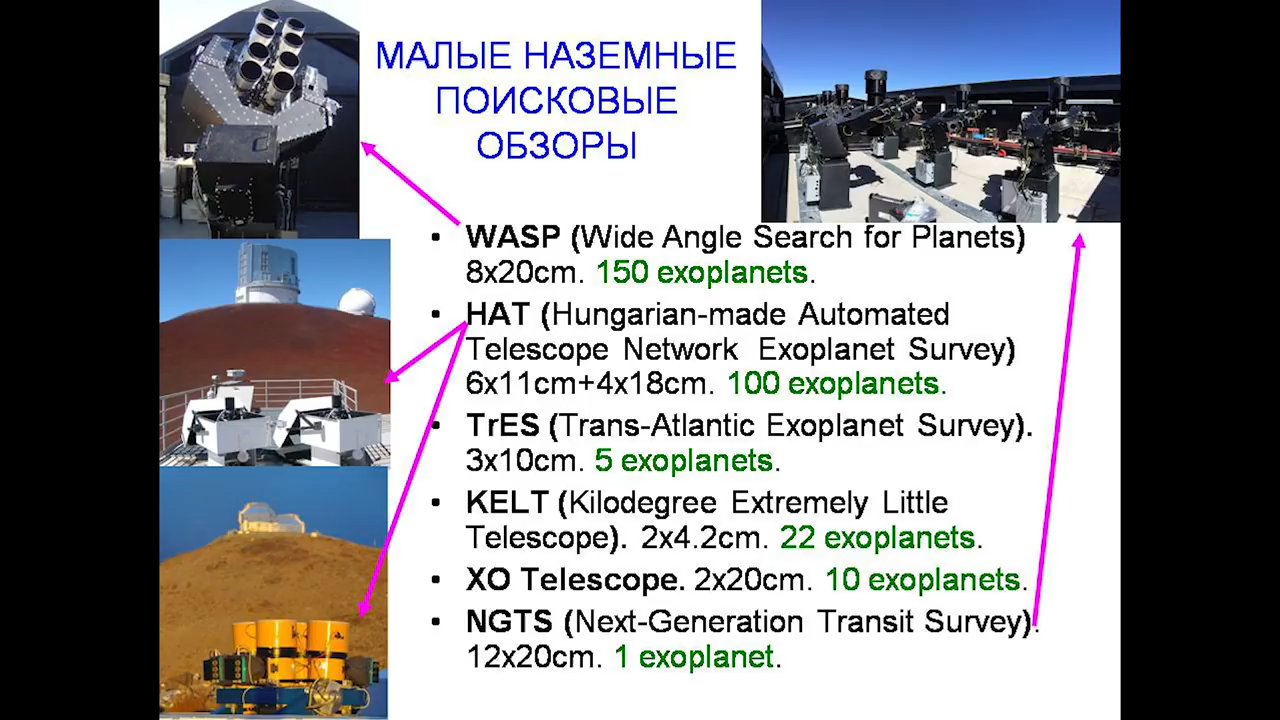 МАЛЫЕ НАЗЕМНЫЕ
ПОИСКОВЫЕ
ОБЗОРЫ
• WASP (Wide Angle Search for Planets)
8x20cm. 150 exoplanets.
• HAT (Hungarian-made Automated
Telescope Network Exoplanet Survey)
6x11cm+4x18cm. 100 exoplanets.
• TrES (Trans-Atlantic Exoplanet Survey).
3x10cm. 5 exoplanets.
• KELT (Kilodegree Extremely Little
Telescope). 2x4.2cm. 22 exoplanets.
• XO Telescope. 2x20cm. 10 exoplanets.
• NGTS (Next-Generation Transit Survey).
12x20cm. 1 exoplanet.